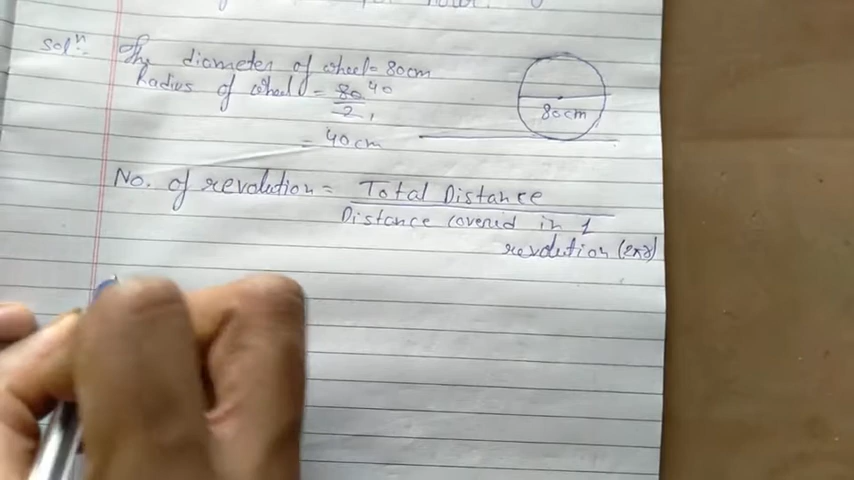 Solⁿ:- The diameter of wheel = 80cm
Radius of wheel = 80 40
2
= 40cm
80cm
No. of revolution = Total Distance
Distance covered in 1
revolution (2πr)